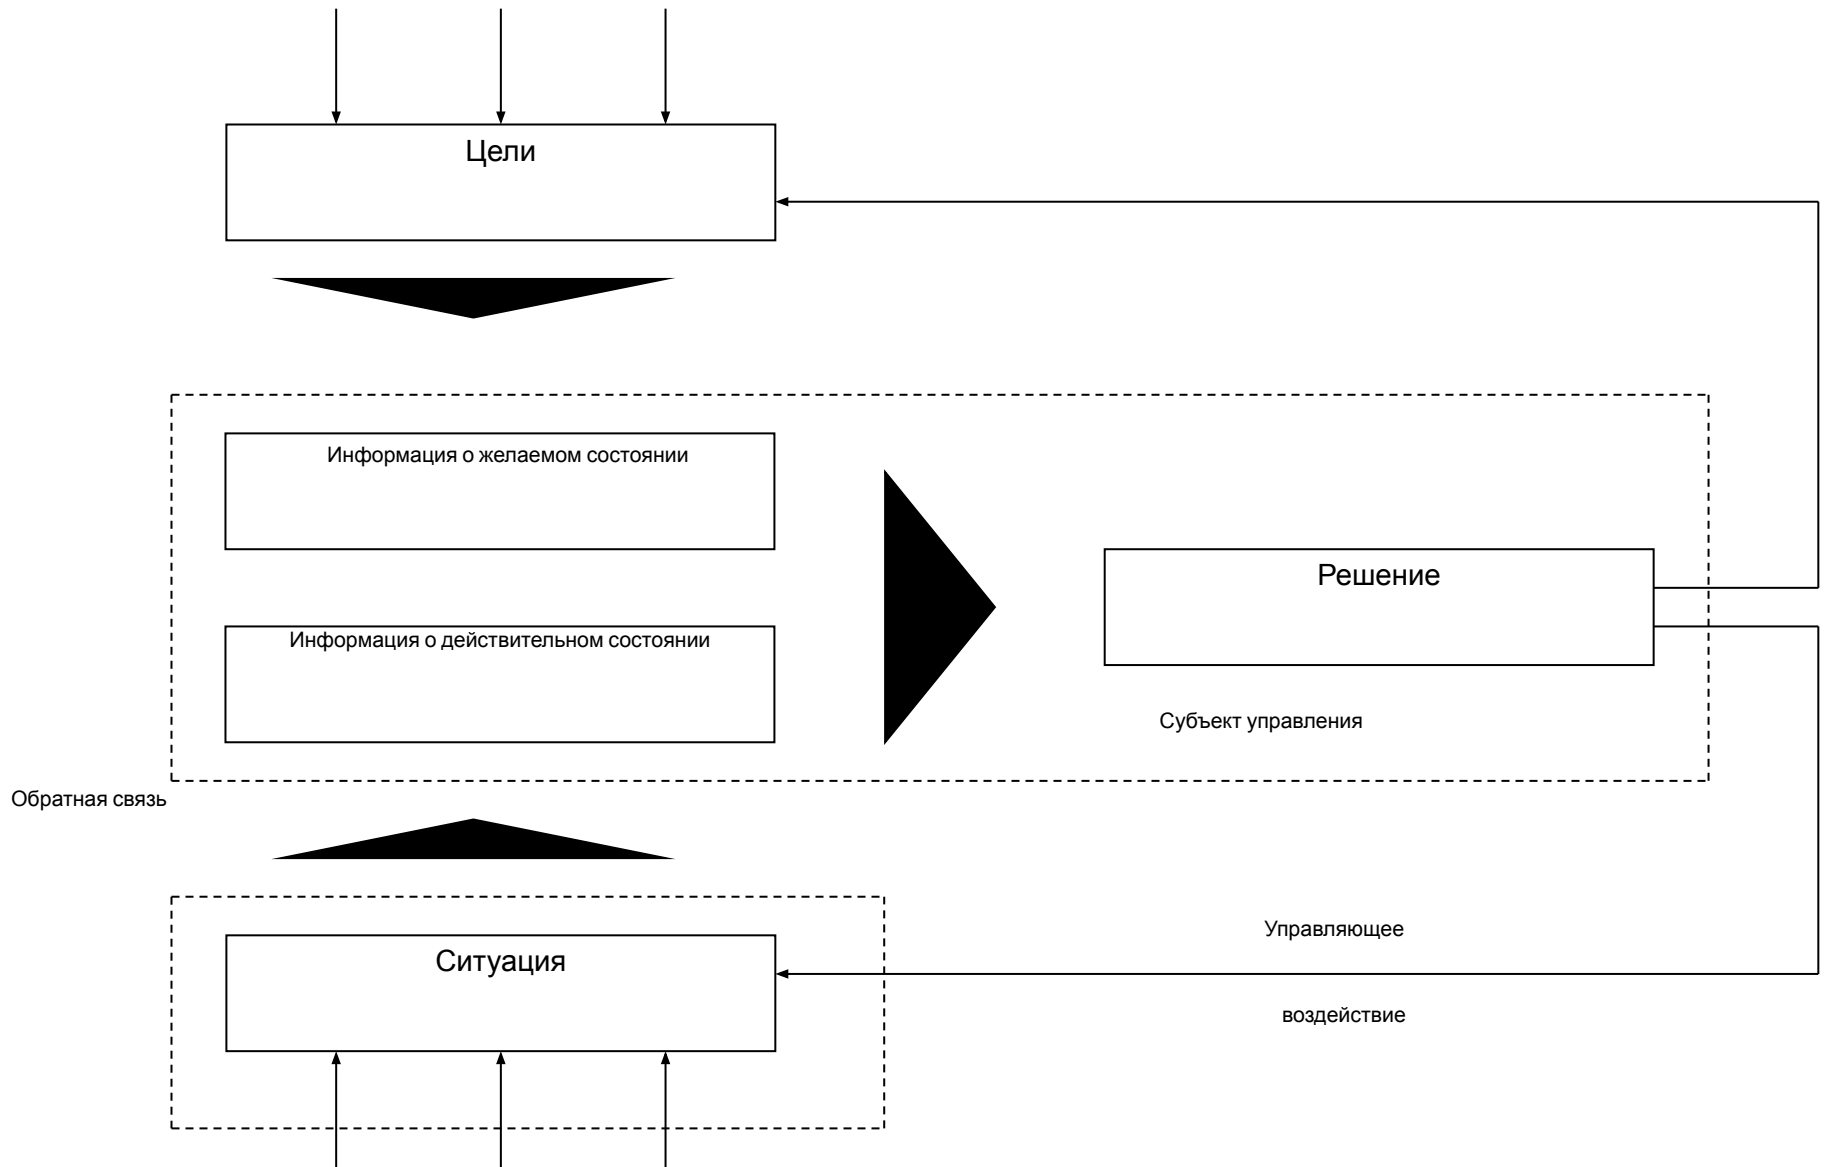 Цели
Информация о желаемом состоянии
Решение
Информация о действительном состоянии
Субъект управления
Обратная связь
Управляющее
Ситуация
воздействие